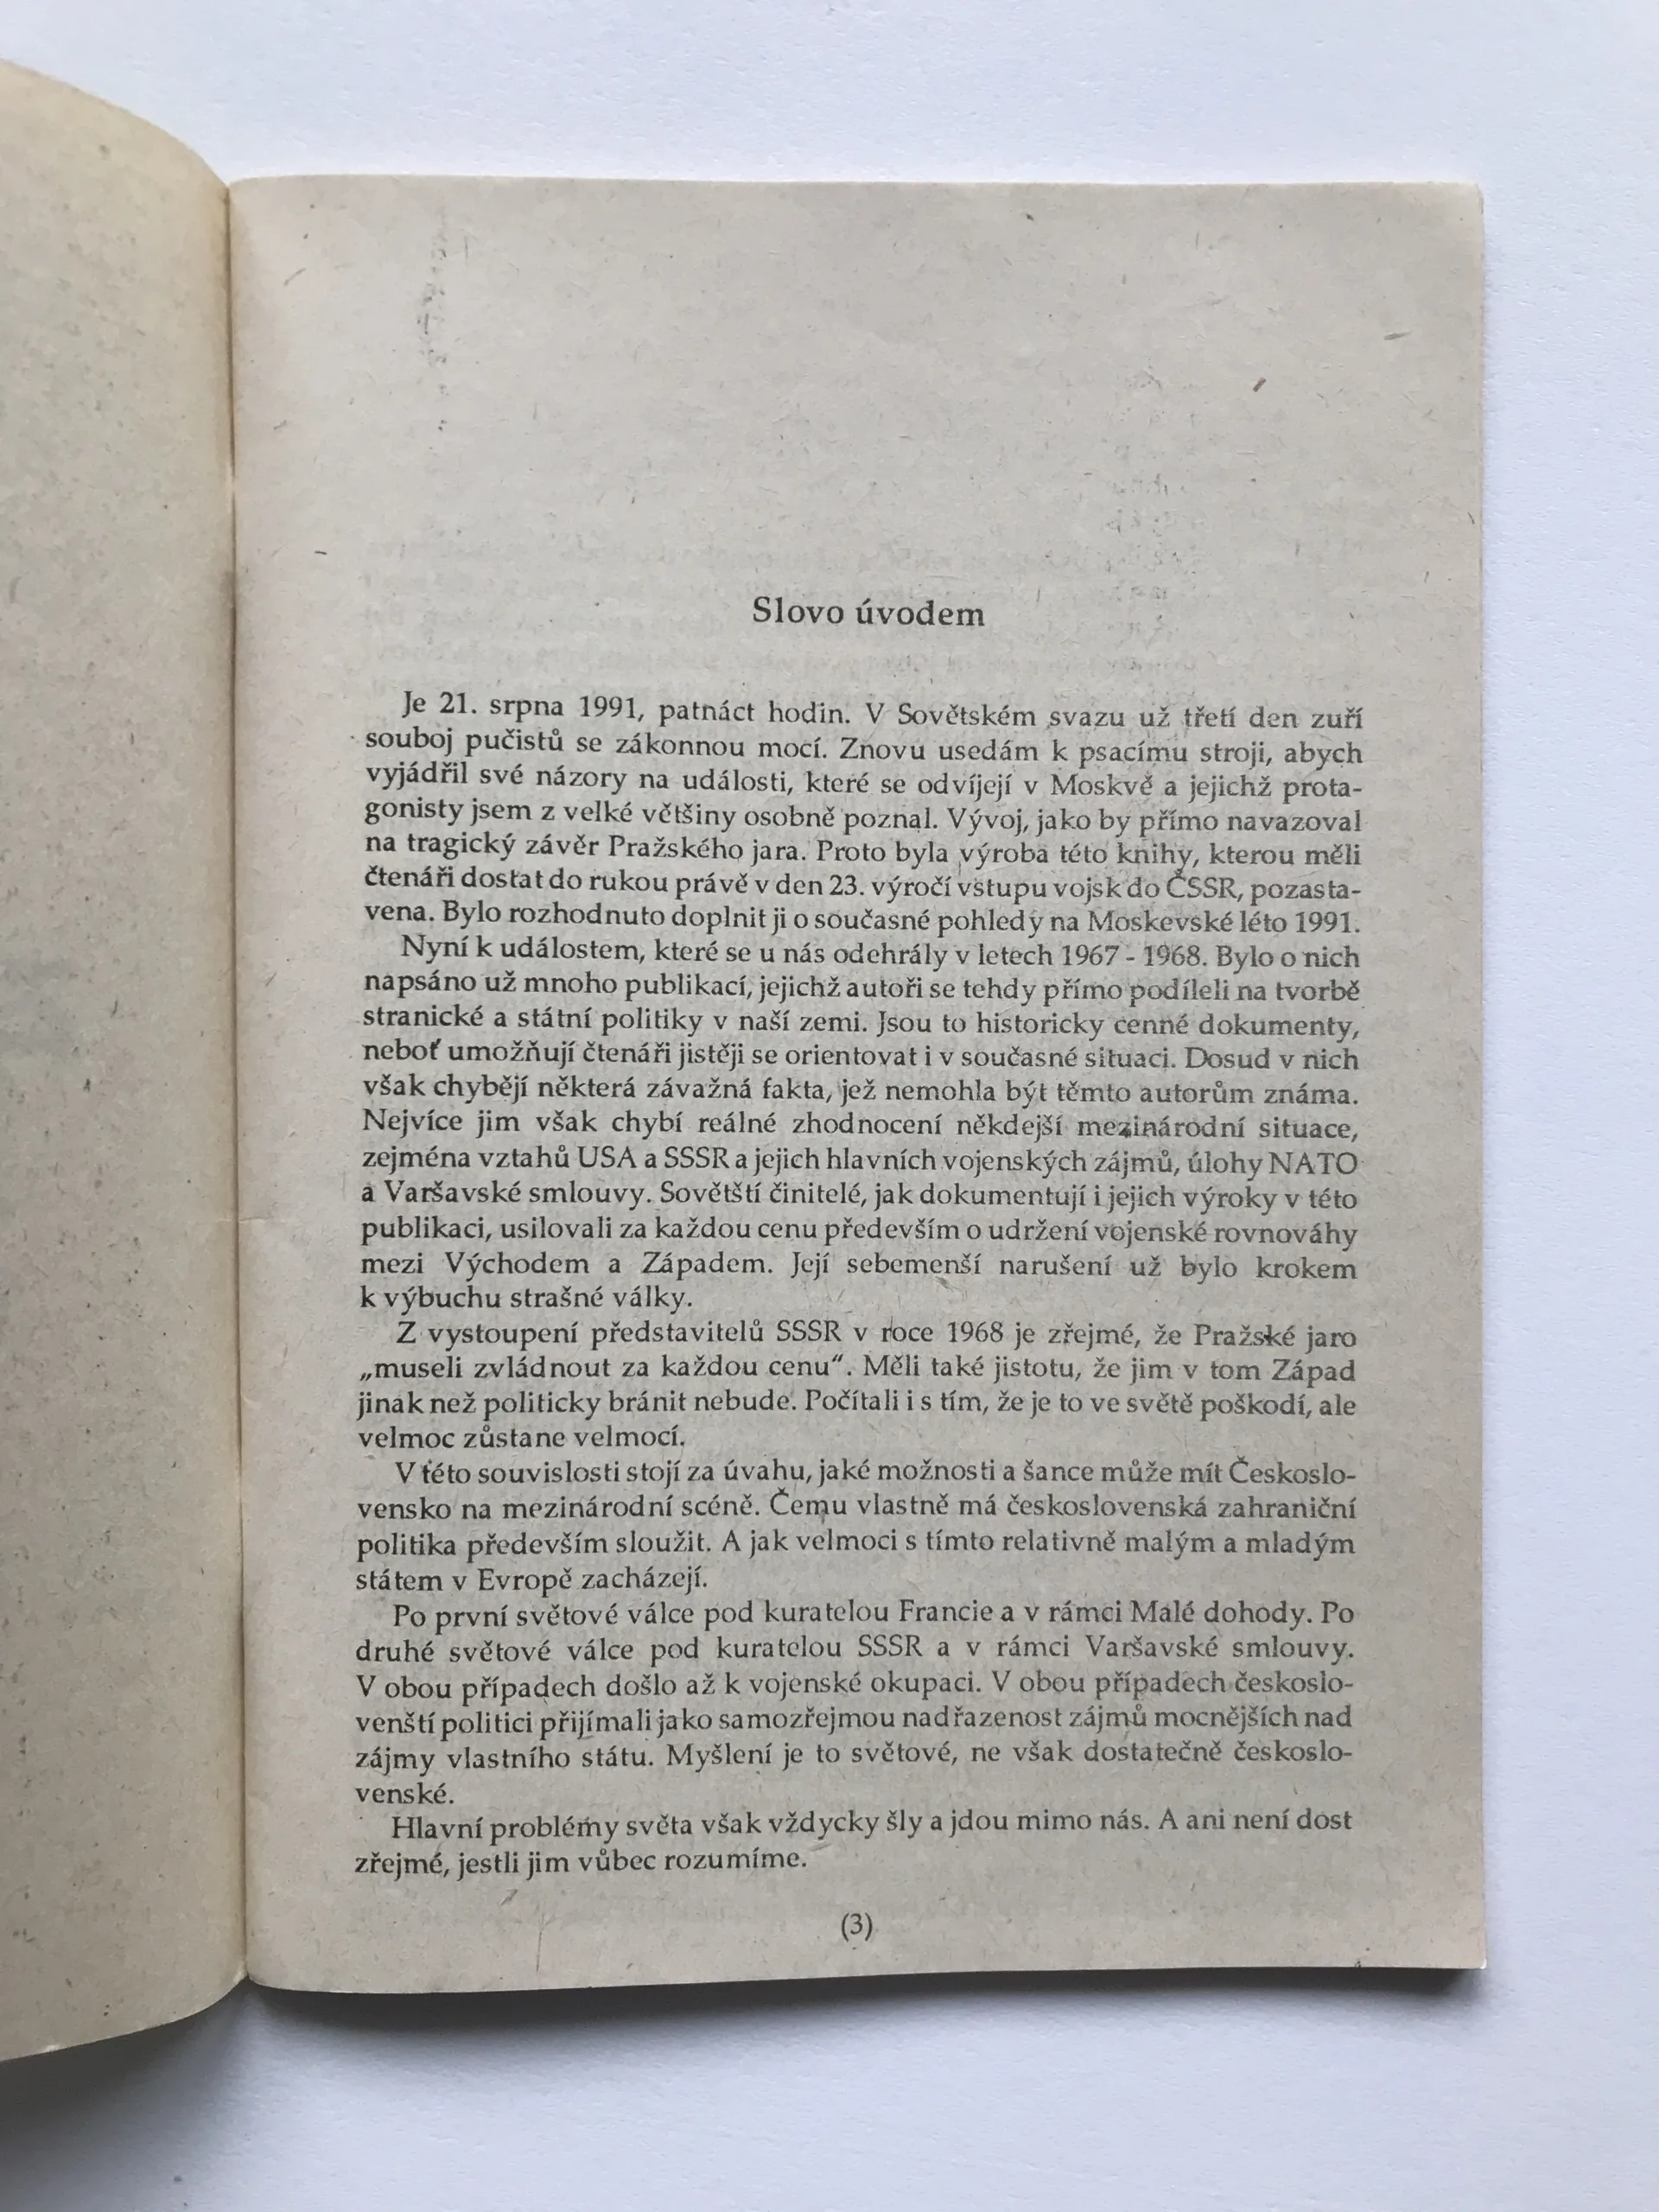 Slovo úvodem
Je 21. srpna 1991, patnáct hodin. V Sovětském svazu už třetí den zuří
souboj pučistů se zákonnou mocí. Znovu usedám k psacímu stroji, abych
vyjádřil své názory na události, které se odvíjejí v Moskvě a jejichž prota-
gonisty jsem z velké většiny osobně poznal. Vývoj, jako by přímo navazoval
na tragický závěr Pražského jara. Proto byla výroba této knihy, kterou měli
čtenáři dostat do rukou právě v den 23. výročí vstupu vojsk do ČSSR, pozasta-
vena. Bylo rozhodnuto doplnit ji o současné pohledy na Moskevské léto 1991.
Nyní k událostem, které se u nás odehrály v letech 1967 - 1968. Bylo o nich
napsáno už mnoho publikací, jejichž autoři se tehdy přímo podíleli na tvorbě
stranické a státní politiky v naší zemi. Jsou to historicky cenné dokumenty,
neboť umožňují čtenáři jistěji se orientovat i v současné situaci. Dosud v nich
však chybějí některá závažná fakta, jež nemohla být těmto autorům známa.
Nejvíce jim však chybí reálné zhodnocení někdejší mezinárodní situace,
zejména vztahů USA a SSSR a jejich hlavních vojenských zájmů, úlohy NATO
a Varšavské smlouvy. Sovětští činitelé, jak dokumentují i jejich výroky v této
publikaci, usilovali za každou cenu především o udržení vojenské rovnováhy
mezi Východem a Západem. Její sebemenší narušení už bylo krokem
k výbuchu strašné války.
Z vystoupení představitelů SSSR v roce 1968 je zřejmé, že Pražské jaro
„museli zvládnout za každou cenu“. Měli také jistotu, že jim v tom Západ
jinak než politicky bránit nebude. Počítali i s tím, že je to ve světě poškodí, ale
velmoc zůstane velmocí.
V této souvislosti stojí za úvahu, jaké možnosti a šance může mít Českoslo-
vensko na mezinárodní scéně. Čemu vlastně má československá zahraniční
politika především sloužit. A jak velmoci s tímto relativně malým a mladým
státem v Evropě zacházejí.
Po první světové válce pod kuratelou Francie a v rámci Malé dohody. Po
druhé světové válce pod kuratelou SSSR a v rámci Varšavské smlouvy.
V obou případech došlo až k vojenské okupaci. V obou případech českoslo-
venští politici přijímali jako samozřejmou nadřazenost zájmů mocnějších nad
zájmy vlastního státu. Myšlení je to světové, ne však dostatečně českoslo-
venské.
Hlavní problémy světa však vždycky šly a jdou mimo nás. A ani není dost
zřejmé, jestli jim vůbec rozumíme.
(3)